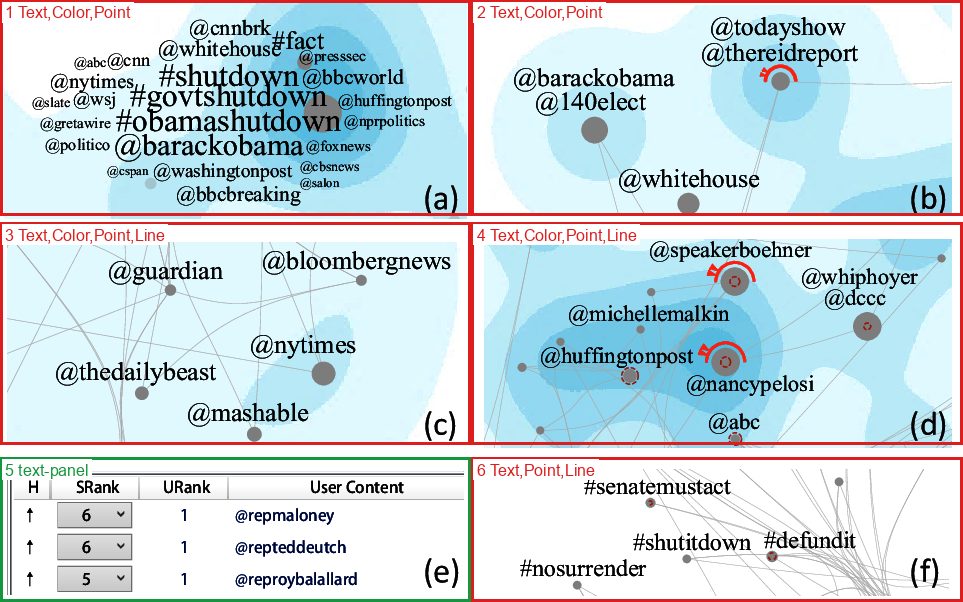 1 Text,Color,Point
@cnnbrk
@whitehouse #fact
@abc @cnn @presssec
@nytimes #shutdown @bbcworld
@slate @wsj #govtshutdown @huffingtonpost
@gretawire #obamashutdown @nprpolitics
@politico @barackobama @foxnews
@cspan @washingtonpost @cbsnews
@bbcbreaking @salon
(a)
2 Text,Color,Point
@todayshow
@thereidreport
@barackobama
@140elect
@whitehouse
(b)
3 Text,Color,Point,Line
@guardian
@bloombergnews
@nytimes
@thedailybeast
@mashable
(c)
4 Text,Color,Point,Line
@speakerboehner
@whiphoyer
@dccc
@michellemalkin
@huffingtonpost
@nancypelosi
@abc
(d)
5 text-panel
H SRank URank User Content
↑ 6 1 @repmaloney
↑ 6 1 @repteddeutch
↑ 5 1 @reproybalallard
(e)
6 Text,Point,Line
#senatemustact
#shutitdown #defundit
#nosurrender
(f)